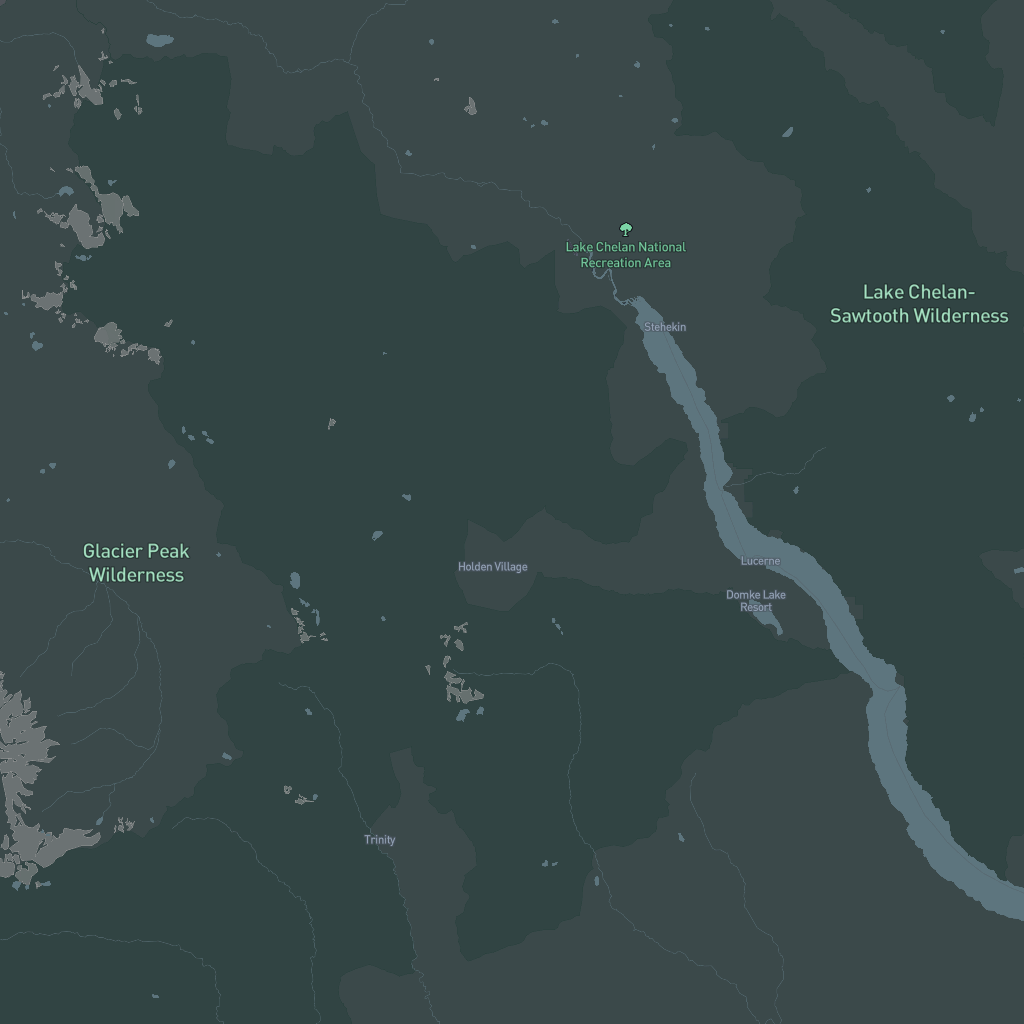 Lake Chelan National
Recreation Area
Lake Chelan-
Sawtooth Wilderness
Stehekin
Glacier Peak
Wilderness
Holden Village
Lucerne
Domke Lake
Resort
Trinity